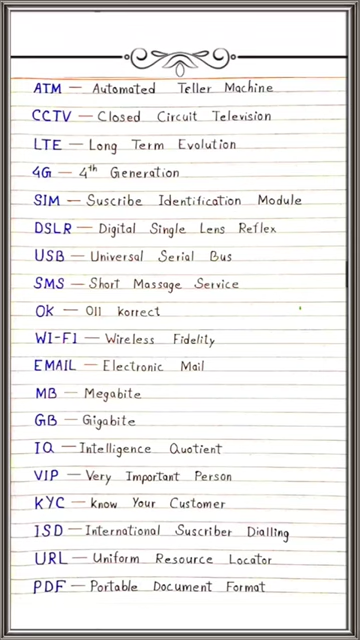 ATM — Automated Teller Machine
CCTV — Closed Circuit Television
LTE — Long Term Evolution
4G — 4th Generation
SIM — Suscribe Identification Module
DSLR — Digital Single Lens Reflex
USB — Universal Serial Bus
SMS — Short Massage Service
OK — Oll korrect
WI-FI — Wireless Fidelity
EMAIL — Electronic Mail
MB — Megabite
GB — Gigabite
IQ — Intelligence Quotient
VIP — Very Important Person
KYC — know Your Customer
ISD — International Suscriber Dialling
URL — Uniform Resource Locator
PDF — Portable Document Format